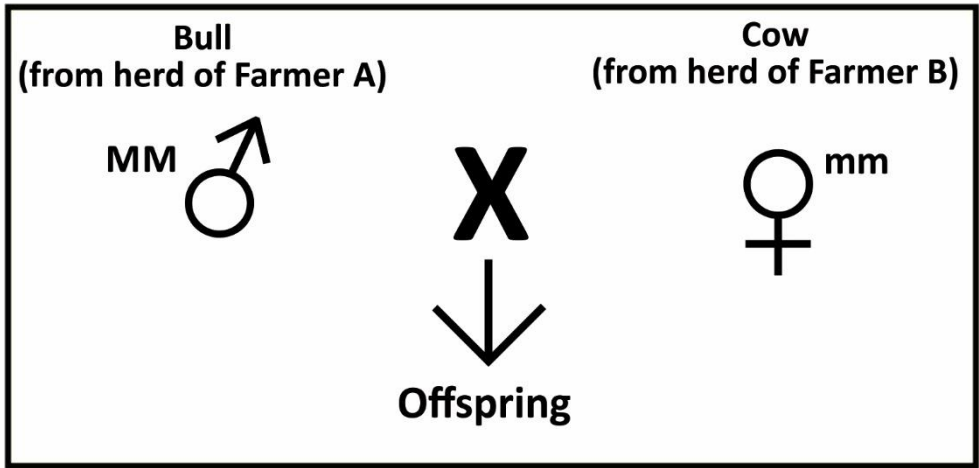 Bull
(from herd of Farmer A)
Cow
(from herd of Farmer B)
MM
X
mm
Offspring